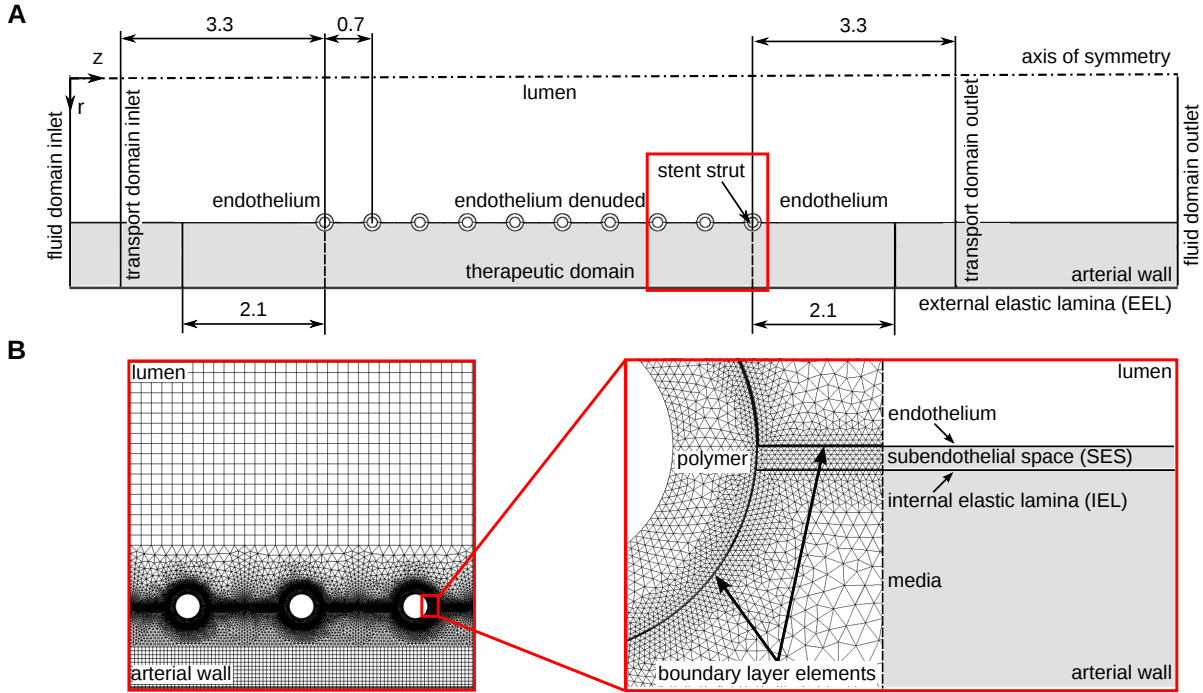 A
3.3
0.7
3.3
z
r
axis of symmetry
lumen
fluid domain inlet
transport domain inlet
transport domain outlet
fluid domain outlet
stent strut
endothelium
endothelium denuded
endothelium
therapeutic domain
arterial wall
external elastic lamina (EEL)
2.1
2.1
B
lumen
arterial wall
lumen
endothelium
polymer
subendothelial space (SES)
internal elastic lamina (IEL)
media
boundary layer elements
arterial wall